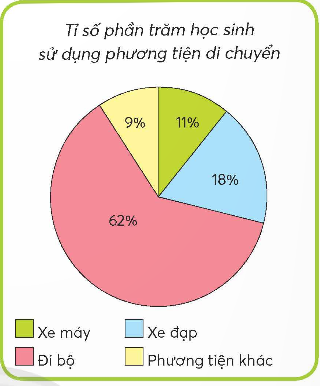 Tỉ số phần trăm học sinh
sử dụng phương tiện di chuyển
9%
11%
18%
62%
Xe máy
Xe đạp
Đi bộ
Phương tiện khác